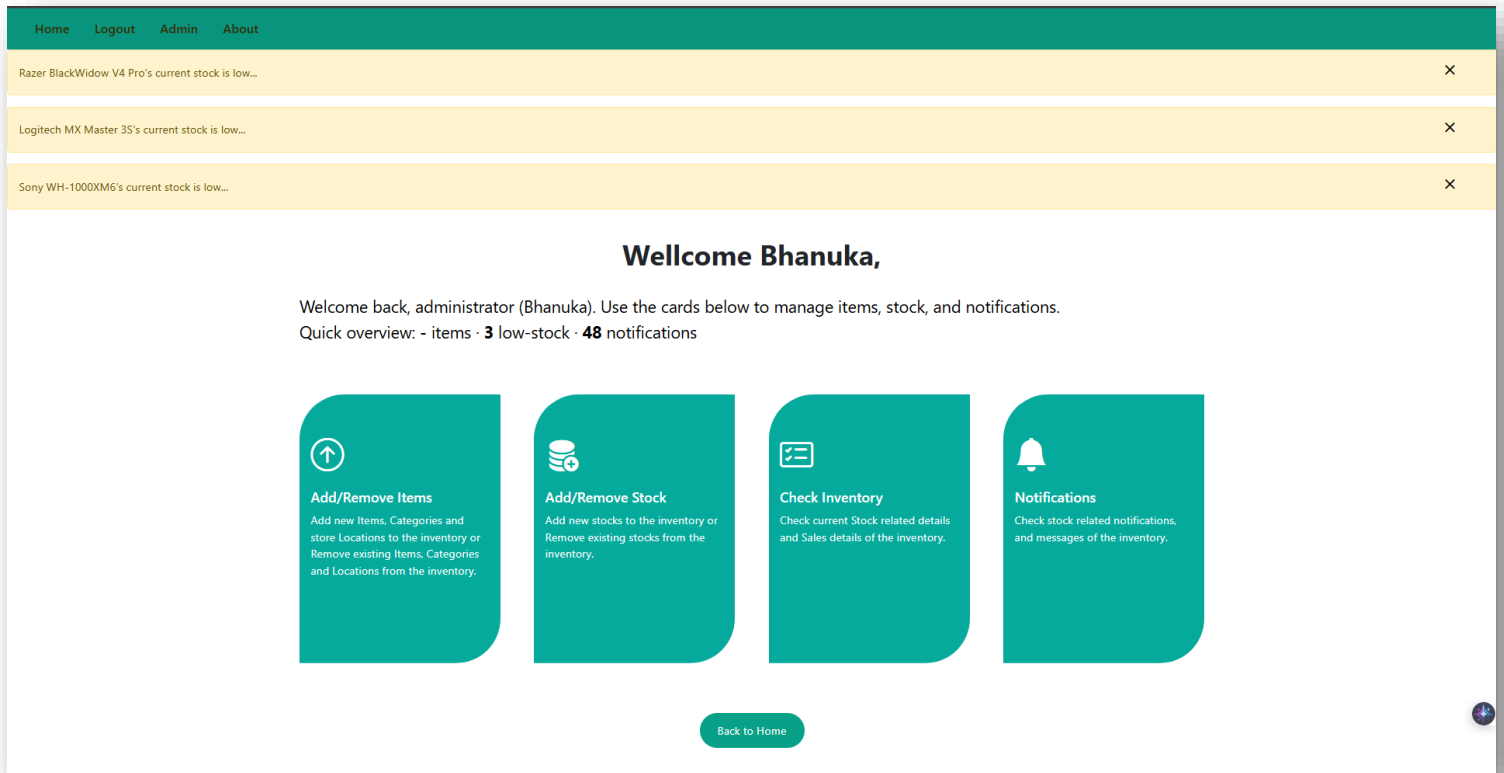 Home Logout Admin About
Razer BlackWidow V4 Pro's current stock is low...
Logitech MX Master 3S's current stock is low...
Sony WH-1000XM6's current stock is low...
Wellcome Bhanuka,
Welcome back, administrator (Bhanuka). Use the cards below to manage items, stock, and notifications.
Quick overview: - items · 3 low-stock · 48 notifications
Add/Remove Items
Add new Items, Categories and
store Locations to the inventory or
Remove existing Items, Categories
and Locations from the inventory.
Add/Remove Stock
Add new stocks to the inventory or
Remove existing stocks from the
inventory.
Check Inventory
Check current Stock related details
and Sales details of the inventory.
Notifications
Check stock related notifications,
and messages of the inventory.
Back to Home